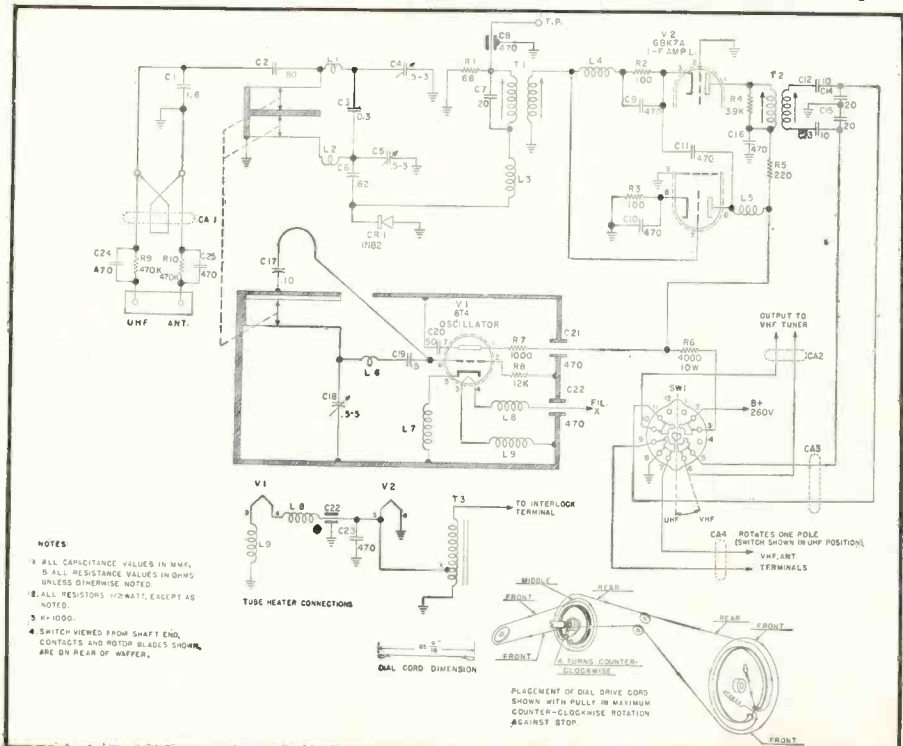 T.P.
C8
470
V2
6BK7A
I-F AMPL.
C1
1.6
C2
80
L1
C4
.5-3
R1
68
C7
20
T1
L4
R2
100
C9
470
R4
3.9K
C16
470
T2
C12 10
C14
20
C15
20
C13
10
R5
220
C3
0.3
L2
C5
.5-3
C6
.82
L3
CR1
1N82
C11
470
R3
100
C10
470
L5
CA1
C24
470
R9
470K
R10
470K
C25
470
UHF ANT.
C17
.10
V1
6T4
OSCILLATOR
C20
50
R7
1000
R8
12K
C21
470
C22
470
L6
C19
C18
.5-5
L7
L8
L9
FIL.
X
R6
4000
10W
OUTPUT TO
VHF TUNER
CA2
SW1
B+
260V
CA3
UHF
VHF
CA4
ROTATES ONE POLE
(SWITCH SHOWN IN UHF POSITION)
VHF, ANT
TERMINALS
V1
L8
C22
V2
T3
TO INTERLOCK
TERMINAL
L9
C23
470
X
TUBE HEATER CONNECTIONS
DIAL CORD DIMENSION
NOTES:
1. ALL CAPACITANCE VALUES IN MMF,
& ALL RESISTANCE VALUES IN OHMS
UNLESS OTHERWISE NOTED.
2. ALL RESISTORS 1/2 WATT, EXCEPT AS
NOTED.
3. K=1000.
4. SWITCH VIEWED FROM SHAFT END,
CONTACTS AND ROTOR BLADES SHOWN,
ARE ON REAR OF WAFFER.
MIDDLE
FRONT
REAR
REAR
FRONT
FRONT
4 TURNS COUNTER-
CLOCKWISE
PLACEMENT OF DIAL DRIVE CORD
SHOWN WITH PULLY IN MAXIMUM
COUNTER-CLOCKWISE ROTATION
AGAINST STOP.
FRONT